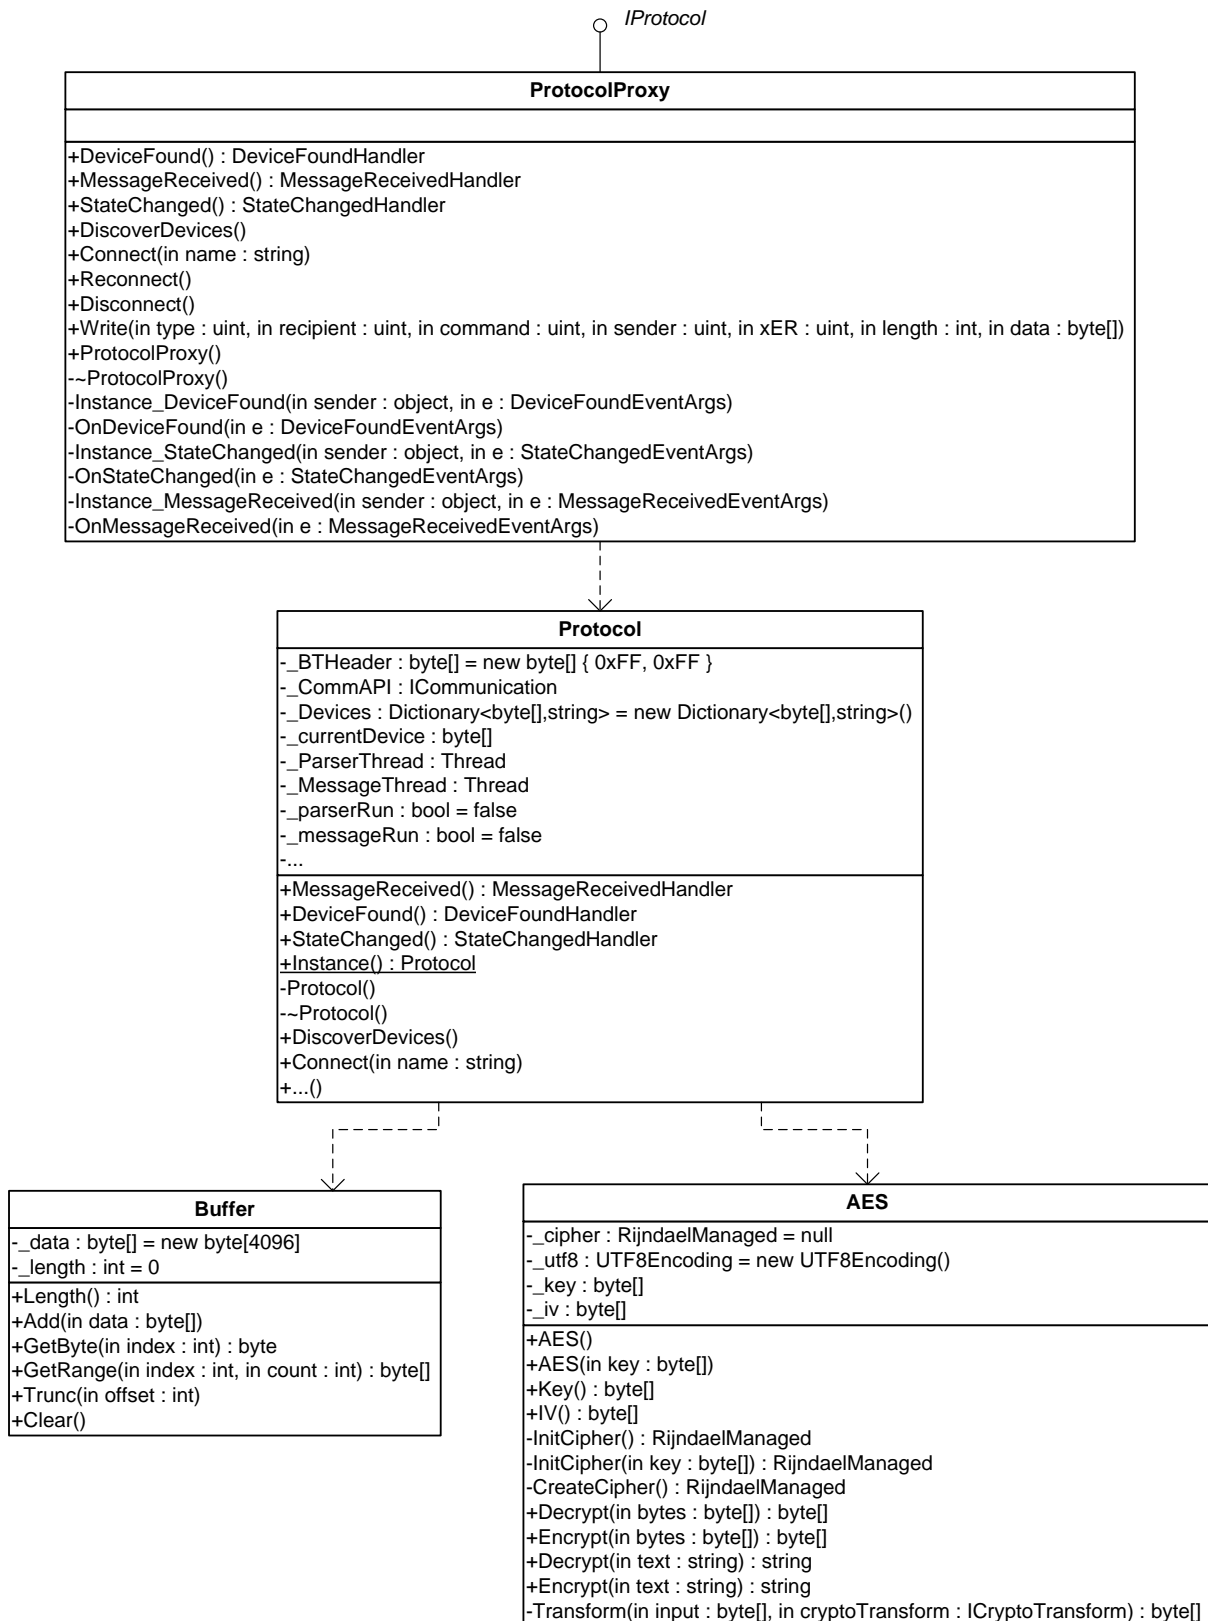 IProtocol
ProtocolProxy
+DeviceFound() : DeviceFoundHandler
+MessageReceived() : MessageReceivedHandler
+StateChanged() : StateChangedHandler
+DiscoverDevices()
+Connect(in name : string)
+Reconnect()
+Disconnect()
+Write(in type : uint, in recipient : uint, in command : uint, in sender : uint, in xER : uint, in length : int, in data : byte[])
+ProtocolProxy()
-~ProtocolProxy()
-Instance_DeviceFound(in sender : object, in e : DeviceFoundEventArgs)
-OnDeviceFound(in e : DeviceFoundEventArgs)
-Instance_StateChanged(in sender : object, in e : StateChangedEventArgs)
-OnStateChanged(in e : StateChangedEventArgs)
-Instance_MessageReceived(in sender : object, in e : MessageReceivedEventArgs)
-OnMessageReceived(in e : MessageReceivedEventArgs)
Protocol
-_BTHeader : byte[] = new byte[] { 0xFF, 0xFF }
-_CommAPI : ICommunication
-_Devices : Dictionary<byte[],string> = new Dictionary<byte[],string>()
-_currentDevice : byte[]
-_ParserThread : Thread
-_MessageThread : Thread
-_parserRun : bool = false
-_messageRun : bool = false
-...
+MessageReceived() : MessageReceivedHandler
+DeviceFound() : DeviceFoundHandler
+StateChanged() : StateChangedHandler
+Instance() : Protocol
-Protocol()
-~Protocol()
+DiscoverDevices()
+Connect(in name : string)
+...()
Buffer
-_data : byte[] = new byte[4096]
-_length : int = 0
+Length() : int
+Add(in data : byte[])
+GetByte(in index : int) : byte
+GetRange(in index : int, in count : int) : byte[]
+Trunc(in offset : int)
+Clear()
AES
-_cipher : RijndaelManaged = null
-_utf8 : UTF8Encoding = new UTF8Encoding()
-_key : byte[]
-_iv : byte[]
+AES()
+AES(in key : byte[])
+Key() : byte[]
+IV() : byte[]
-InitCipher() : RijndaelManaged
-InitCipher(in key : byte[]) : RijndaelManaged
-CreateCipher() : RijndaelManaged
+Decrypt(in bytes : byte[]) : byte[]
+Encrypt(in bytes : byte[]) : byte[]
+Decrypt(in text : string) : string
+Encrypt(in text : string) : string
-Transform(in input : byte[], in cryptoTransform : ICryptoTransform) : byte[]